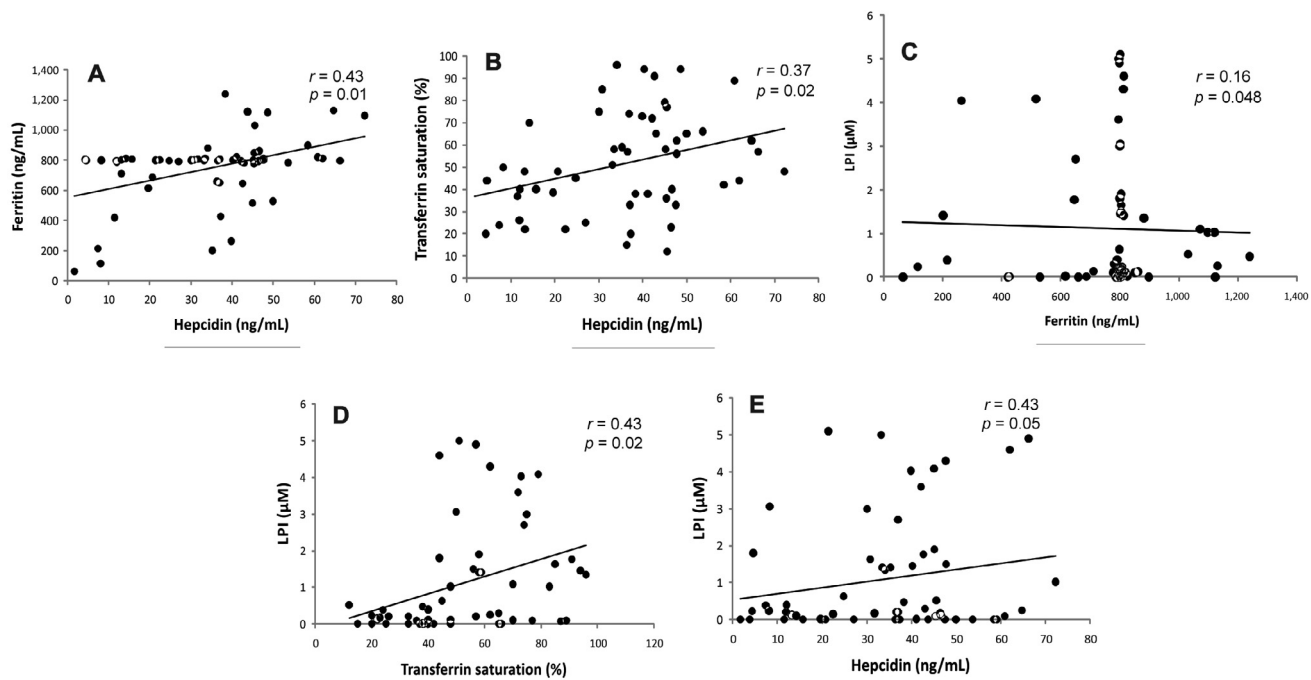 A
r = 0.43
p = 0.01
Ferritin (ng/mL)
1,400
1,200
1,000
800
600
400
200
0
0 10 20 30 40 50 60 70 80
Hepcidin (ng/mL)
B
r = 0.37
p = 0.02
Transferrin saturation (%)
100
90
80
70
60
50
40
30
20
10
0
0 10 20 30 40 50 60 70 80
Hepcidin (ng/mL)
C
r = 0.16
p = 0.048
LPI (µM)
6
5
4
3
2
1
0
0 200 400 600 800 1,000 1,200 1,400
Ferritin (ng/mL)
D
r = 0.43
p = 0.02
LPI (µM)
6
5
4
3
2
1
0
0 20 40 60 80 100 120
Transferrin saturation (%)
E
r = 0.43
p = 0.05
LPI (µM)
6
5
4
3
2
1
0
0 10 20 30 40 50 60 70 80
Hepcidin (ng/mL)